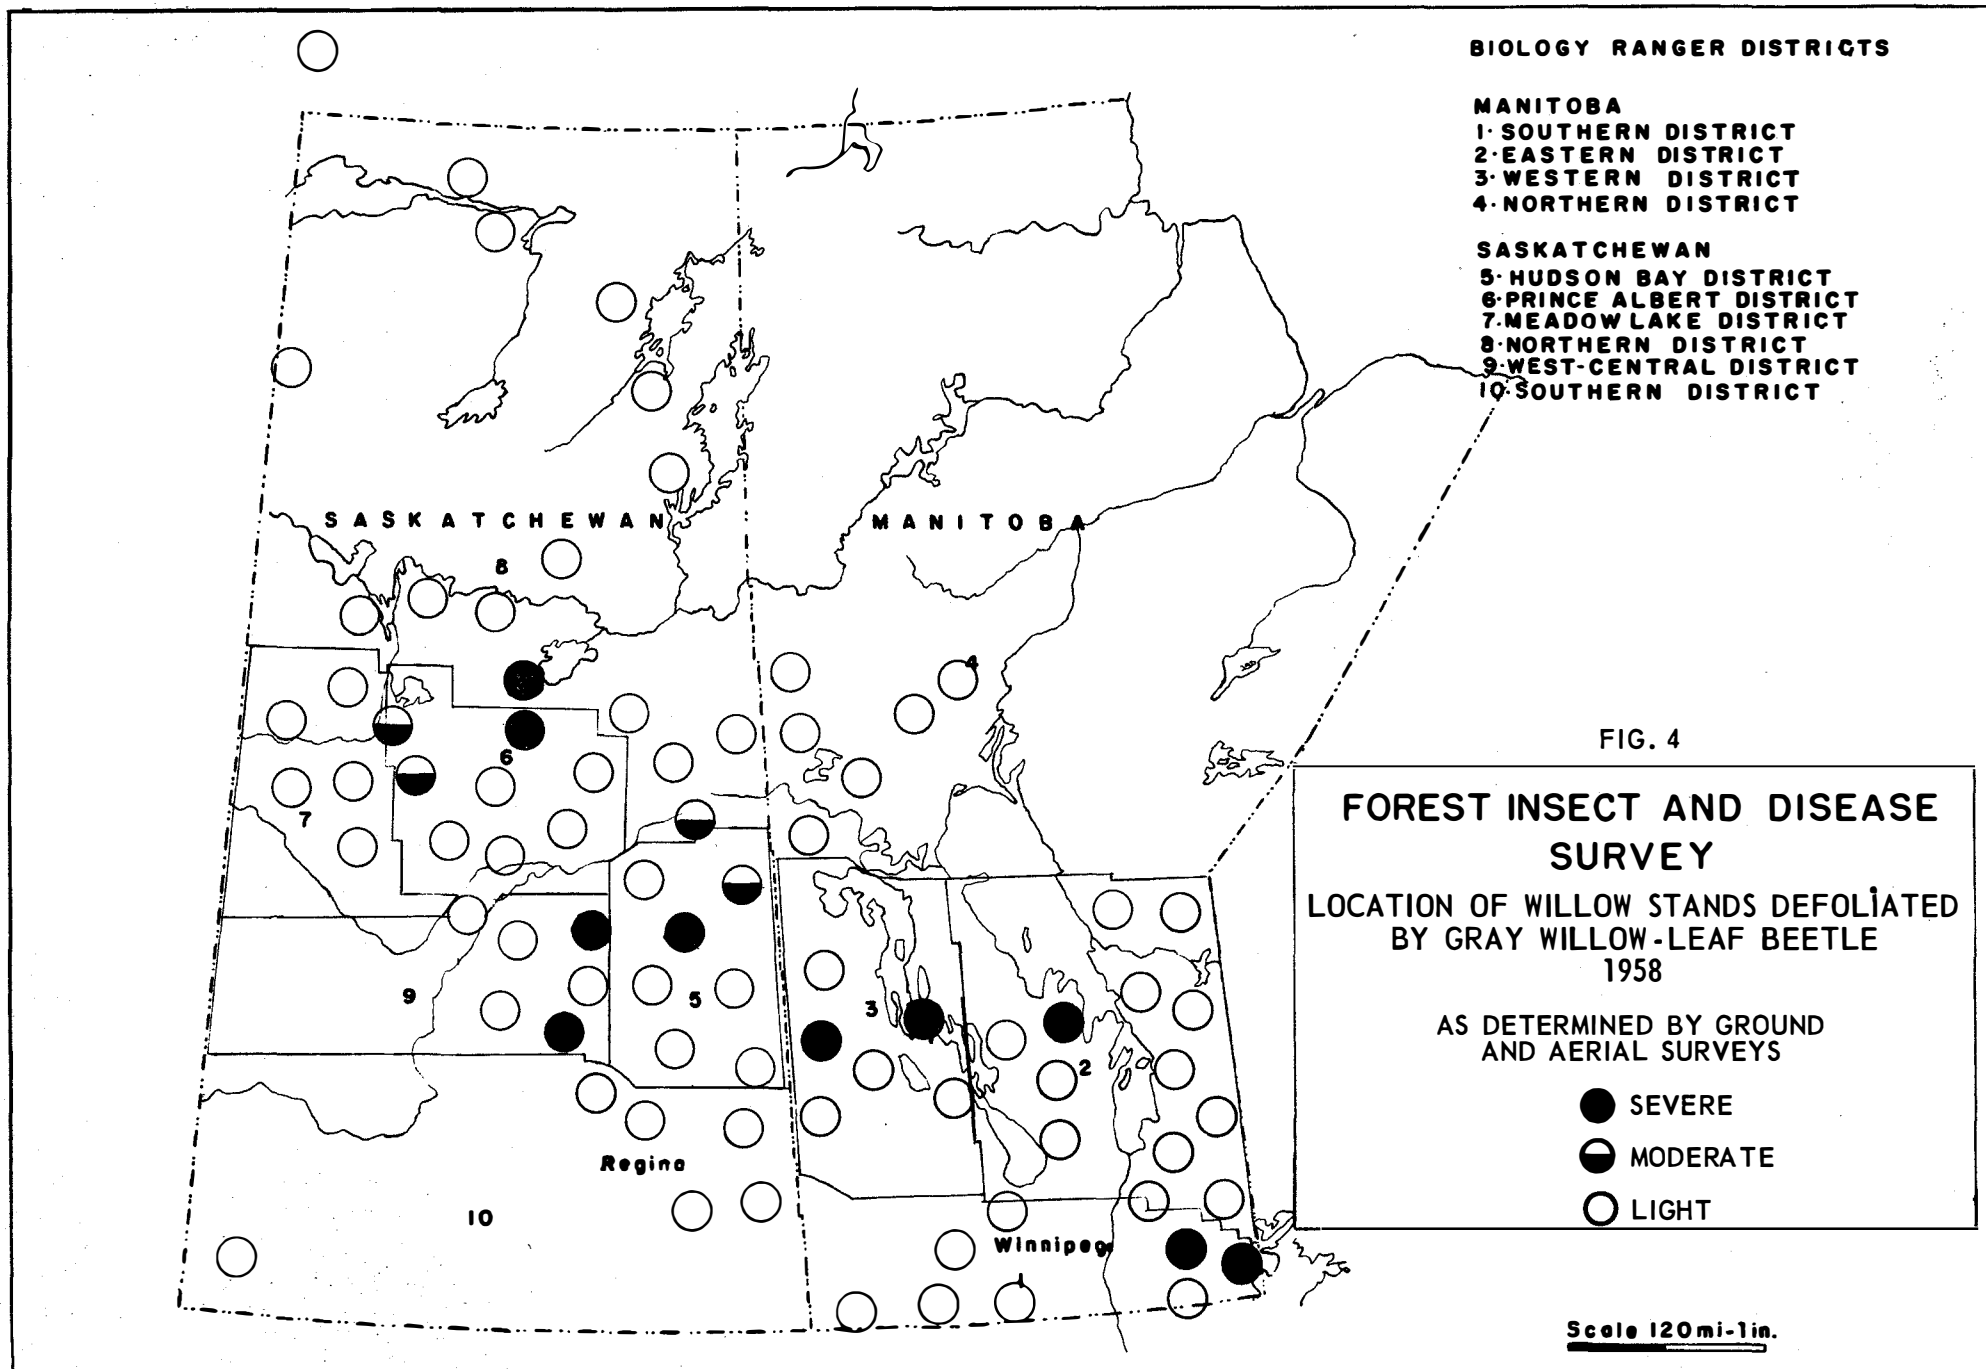 BIOLOGY RANGER DISTRICTS
MANITOBA
1. SOUTHERN DISTRICT
2. EASTERN DISTRICT
3. WESTERN DISTRICT
4. NORTHERN DISTRICT
SASKATCHEWAN
5. HUDSON BAY DISTRICT
6. PRINCE ALBERT DISTRICT
7. MEADOW LAKE DISTRICT
8. NORTHERN DISTRICT
9. WEST-CENTRAL DISTRICT
10. SOUTHERN DISTRICT
SASKATCHEWAN
MANITOBA
8
4
6
7
9
5
3
2
Regina
10
Winnipeg
1
FIG. 4
FOREST INSECT AND DISEASE
SURVEY
LOCATION OF WILLOW STANDS DEFOLIATED
BY GRAY WILLOW-LEAF BEETLE
1958
AS DETERMINED BY GROUND
AND AERIAL SURVEYS
SEVERE
MODERATE
LIGHT
Scale 120mi-1in.